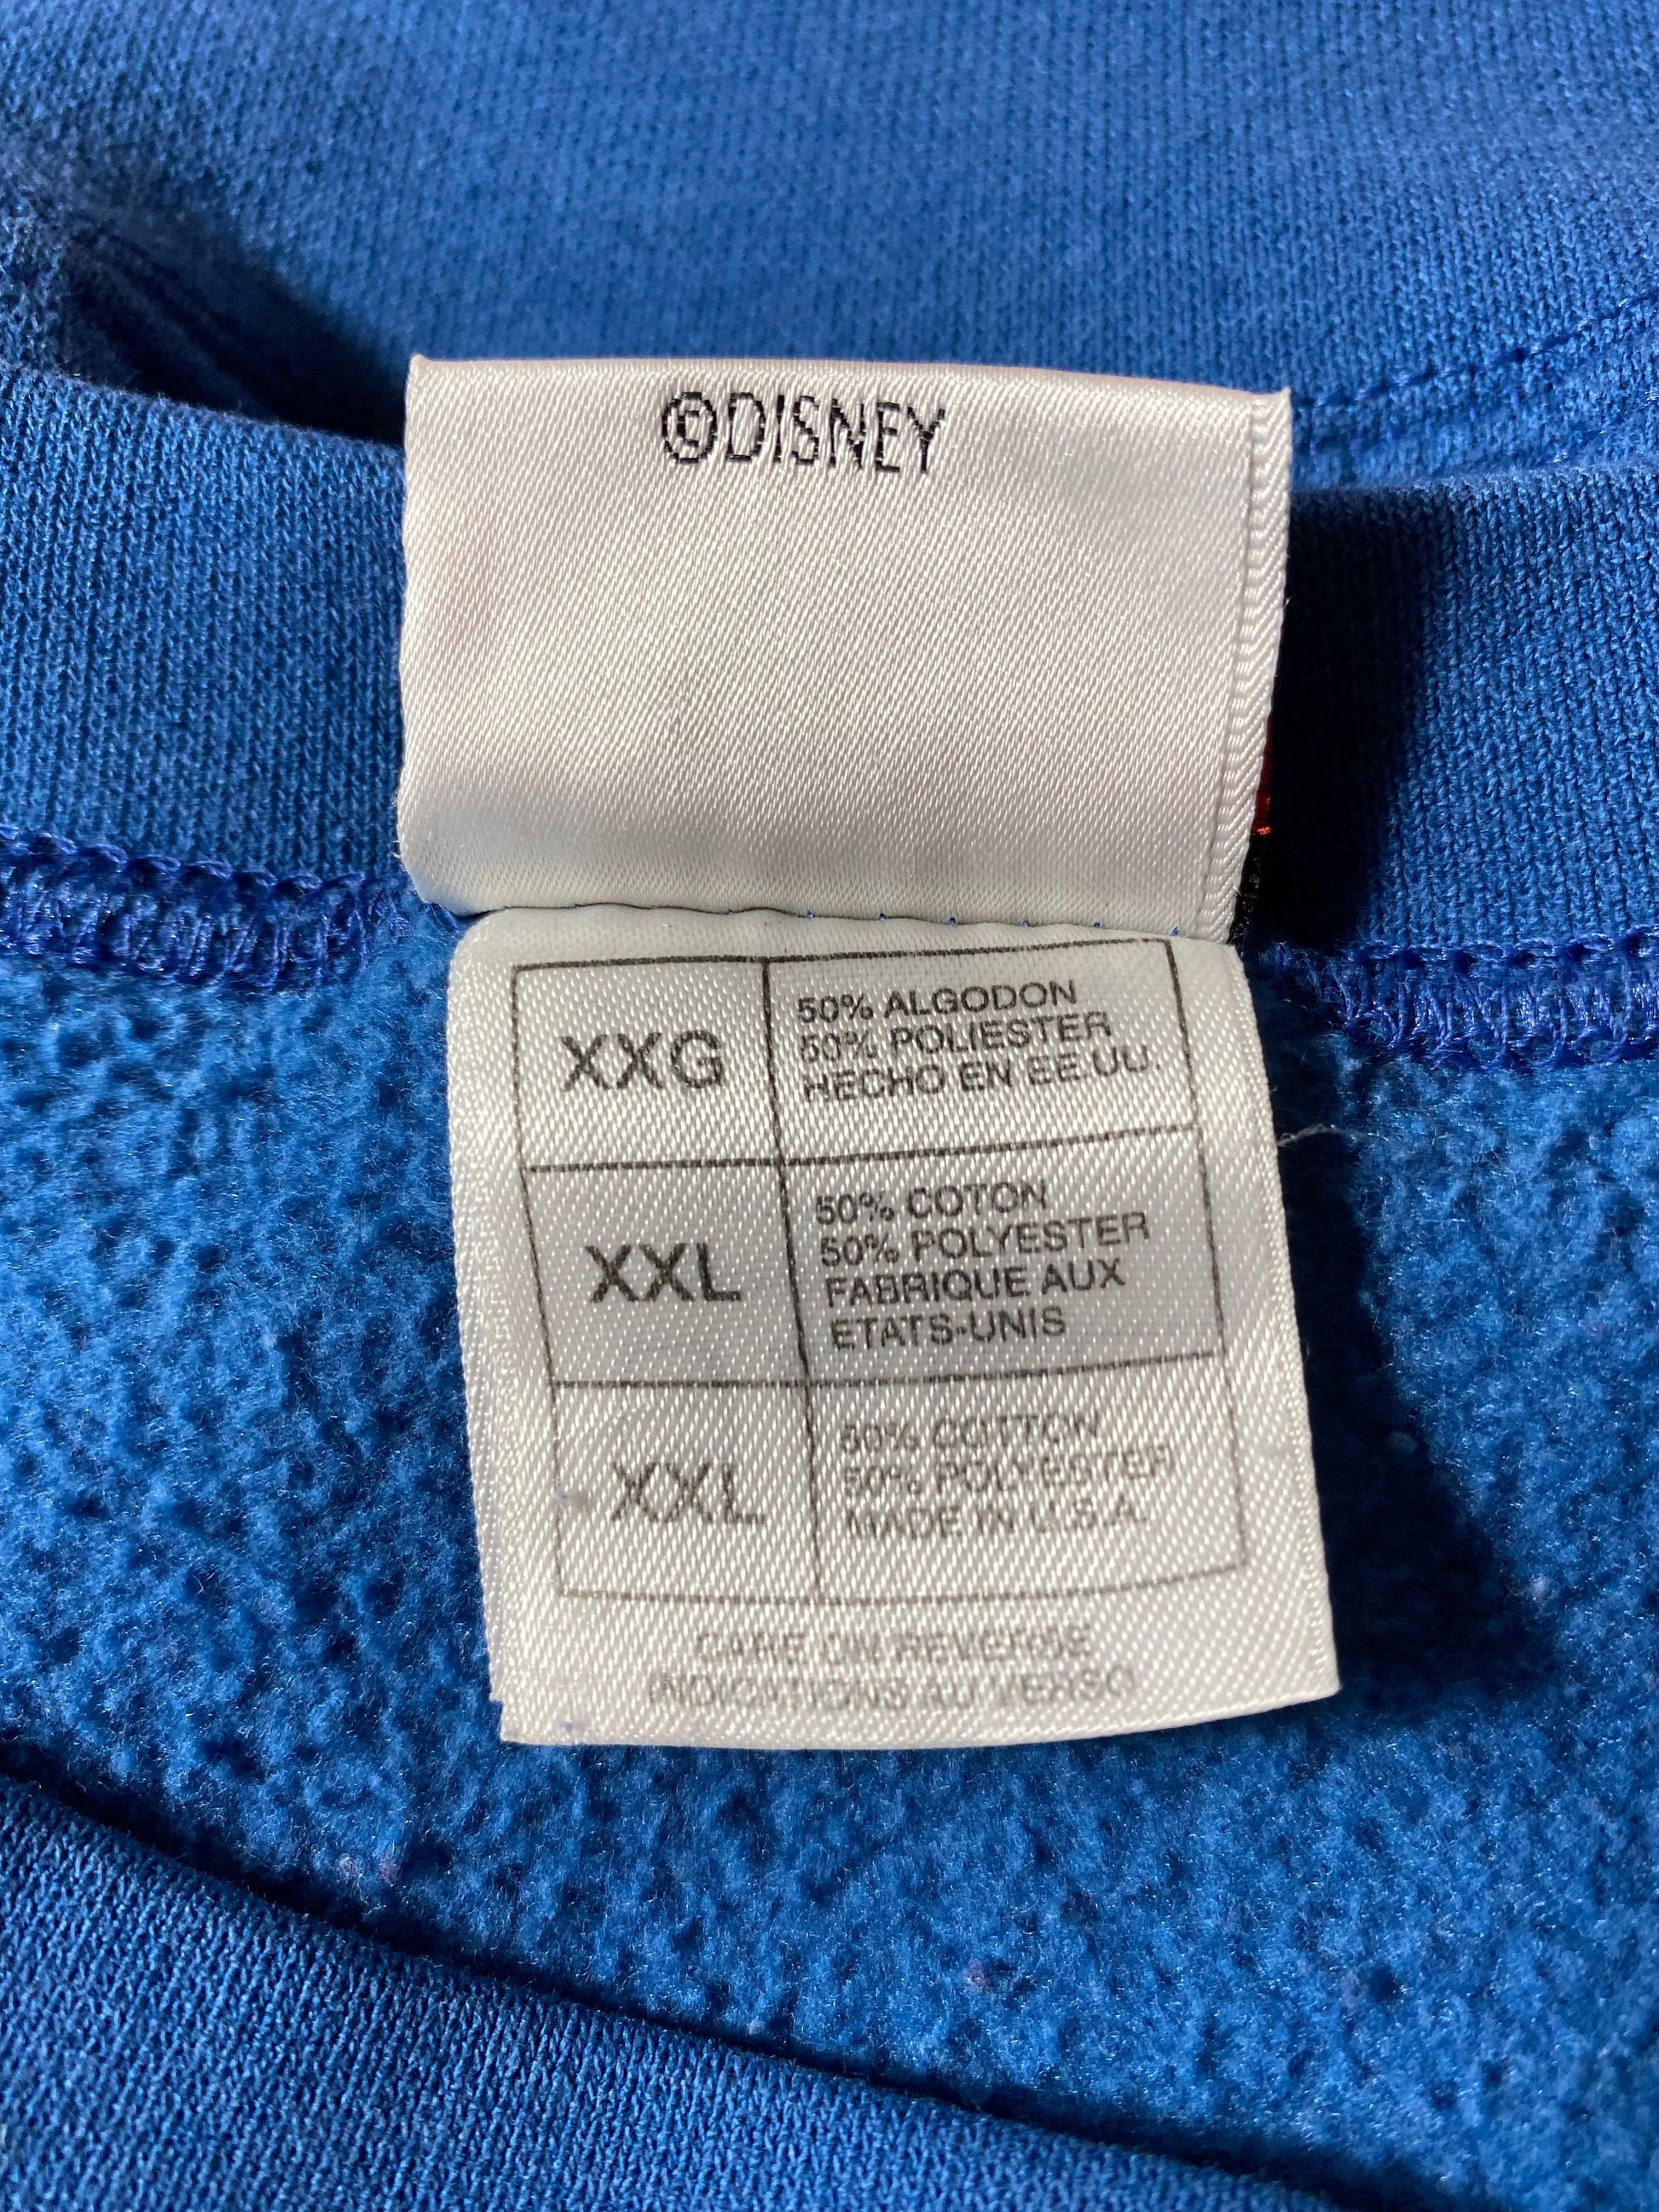 ©DISNEY
XXG
50% ALGODON
50% POLIESTER
HECHO EN EE.UU.
XXL
50% COTON
50% POLYESTER
FABRIQUE AUX
ETATS-UNIS
XXL
50% COTTON
50% POLYESTER
MADE IN U.S.A.
CARE ON REVERSE
INDICATIONS AU VERSO